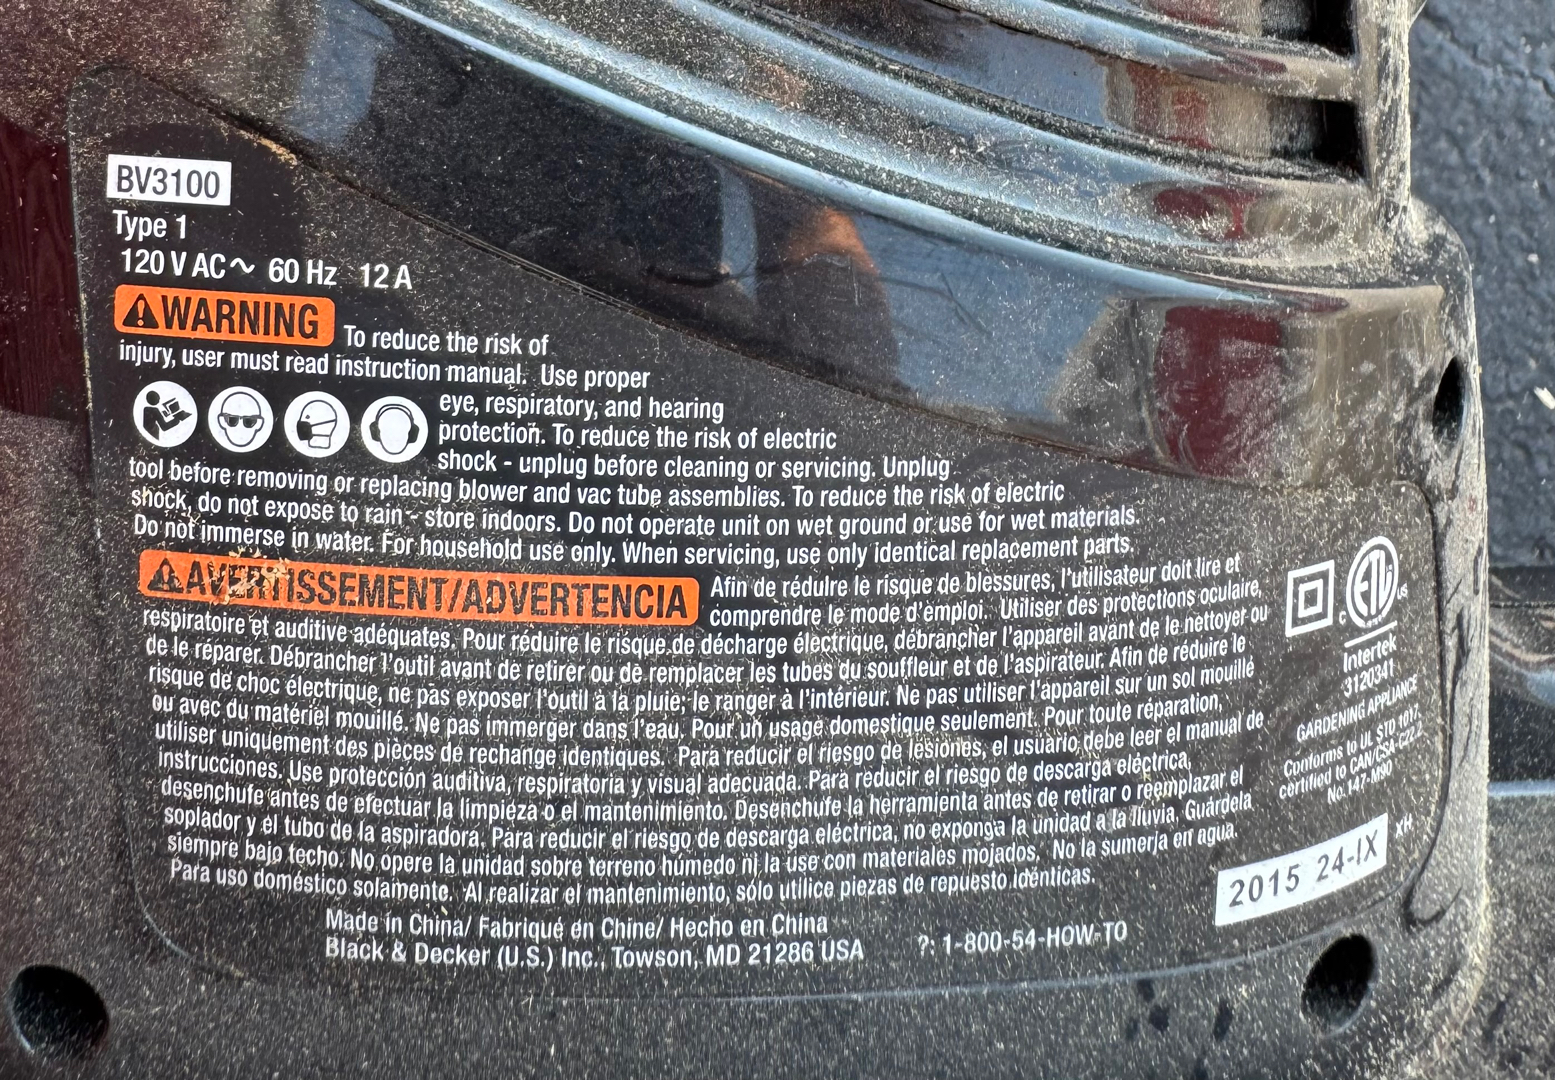 BV3100
Type 1
120 V AC~ 60 Hz 12 A
WARNING To reduce the risk of
injury, user must read instruction manual. Use proper
eye, respiratory, and hearing
protection. To reduce the risk of electric
shock - unplug before cleaning or servicing. Unplug
tool before removing or replacing blower and vac tube assemblies. To reduce the risk of electric
shock, do not expose to rain - store indoors. Do not operate unit on wet ground or use for wet materials.
Do not immerse in water. For household use only. When servicing, use only identical replacement parts.
AVERTISSEMENT/ADVERTENCIA Afin de réduire le risque de blessures, l'utilisateur doit lire et
comprendre le mode d'emploi. Utiliser des protections oculaire,
respiratoire et auditive adéquates. Pour réduire le risque de décharge électrique, débrancher l'appareil avant de le nettoyer ou
de le réparer. Débrancher l'outil avant de retirer ou de remplacer les tubes du souffleur et de l'aspirateur. Afin de réduire le
risque de choc électrique, ne pas exposer l'outil à la pluie; le ranger à l'intérieur. Ne pas utiliser l'appareil sur un sol mouillé
ou avec du matériel mouillé. Ne pas immerger dans l'eau. Pour un usage domestique seulement. Pour toute réparation,
utiliser uniquement des pièces de rechange identiques. Para reducir el riesgo de lesiones, el usuario debe leer el manual de
instrucciones. Use protección auditiva, respiratoria y visual adecuada. Para reducir el riesgo de descarga eléctrica,
desenchufe antes de efectuar la limpieza o el mantenimiento. Desenchufe la herramienta antes de retirar o reemplazar el
soplador y el tubo de la aspiradora. Para reducir el riesgo de descarga eléctrica, no exponga la unidad a la lluvia, Guárdela
siempre bajo techo. No opere la unidad sobre terreno húmedo ni la use con materiales mojados. No la sumerja en agua.
Para uso doméstico solamente. Al realizar el mantenimiento, sólo utilice piezas de repuesto idénticas.
Made in China/ Fabriqué en Chine/ Hecho en China
Black & Decker (U.S.) Inc., Towson, MD 21286 USA
?: 1-800-54-HOW-TO
c ETL us
Intertek
3120341
GARDENING APPLIANCE
Conforms to UL STD 1017,
certified to CAN/CSA-C22.2
No.147-M90
2015 24-IX
XH